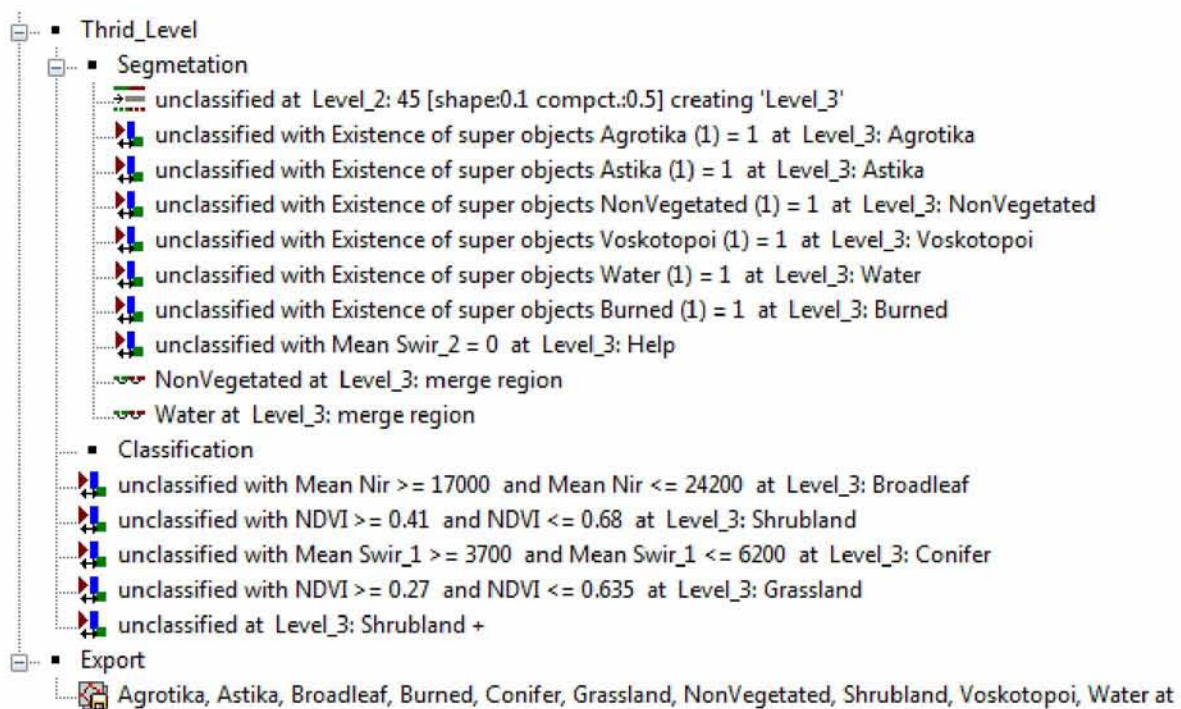 Thrid_Level
Segmetation
unclassified at Level_2: 45 [shape:0.1 compct.:0.5] creating 'Level_3'
unclassified with Existence of super objects Agrotika (1) = 1 at Level_3: Agrotika
unclassified with Existence of super objects Astika (1) = 1 at Level_3: Astika
unclassified with Existence of super objects NonVegetated (1) = 1 at Level_3: NonVegetated
unclassified with Existence of super objects Voskotopoi (1) = 1 at Level_3: Voskotopoi
unclassified with Existence of super objects Water (1) = 1 at Level_3: Water
unclassified with Existence of super objects Burned (1) = 1 at Level_3: Burned
unclassified with Mean Swir_2 = 0 at Level_3: Help
NonVegetated at Level_3: merge region
Water at Level_3: merge region
Classification
unclassified with Mean Nir >= 17000 and Mean Nir <= 24200 at Level_3: Broadleaf
unclassified with NDVI >= 0.41 and NDVI <= 0.68 at Level_3: Shrubland
unclassified with Mean Swir_1 >= 3700 and Mean Swir_1 <= 6200 at Level_3: Conifer
unclassified with NDVI >= 0.27 and NDVI <= 0.635 at Level_3: Grassland
unclassified at Level_3: Shrubland +
Export
Agrotika, Astika, Broadleaf, Burned, Conifer, Grassland, NonVegetated, Shrubland, Voskotopoi, Water at